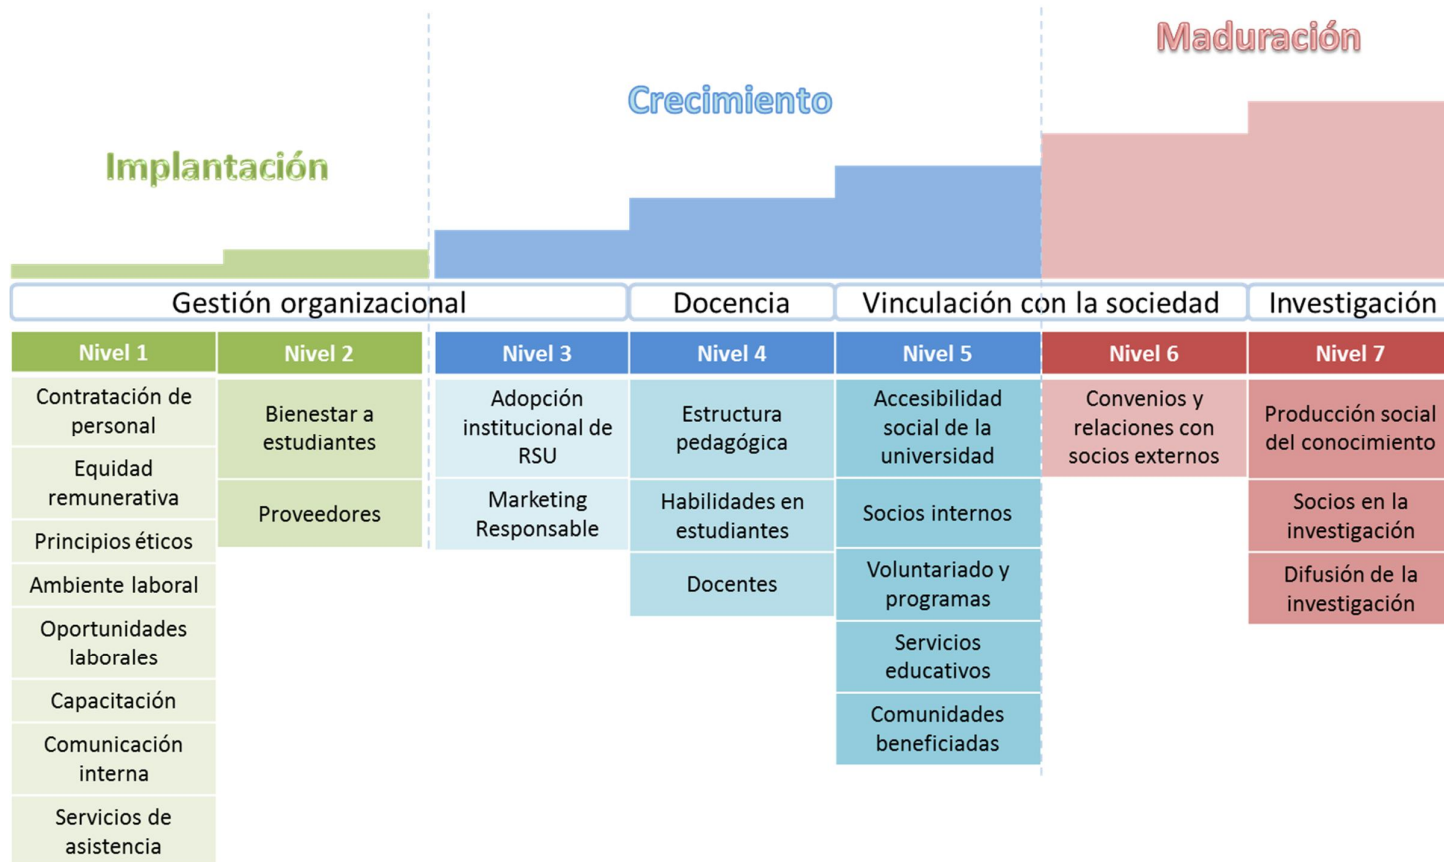 Maduración
Crecimiento
Implantación
Gestión organizacional
Docencia
Vinculación con la sociedad
Investigación
Nivel 1
Nivel 2
Nivel 3
Nivel 4
Nivel 5
Nivel 6
Nivel 7
Contratación de
personal
Equidad
remunerativa
Principios éticos
Ambiente laboral
Oportunidades
laborales
Capacitación
Comunicación
interna
Servicios de
asistencia
Bienestar a
estudiantes
Proveedores
Adopción
institucional de
RSU
Marketing
Responsable
Estructura
pedagógica
Habilidades en
estudiantes
Docentes
Accesibilidad
social de la
universidad
Socios internos
Voluntariado y
programas
Servicios
educativos
Comunidades
beneficiadas
Convenios y
relaciones con
socios externos
Producción social
del conocimiento
Socios en la
investigación
Difusión de la
investigación